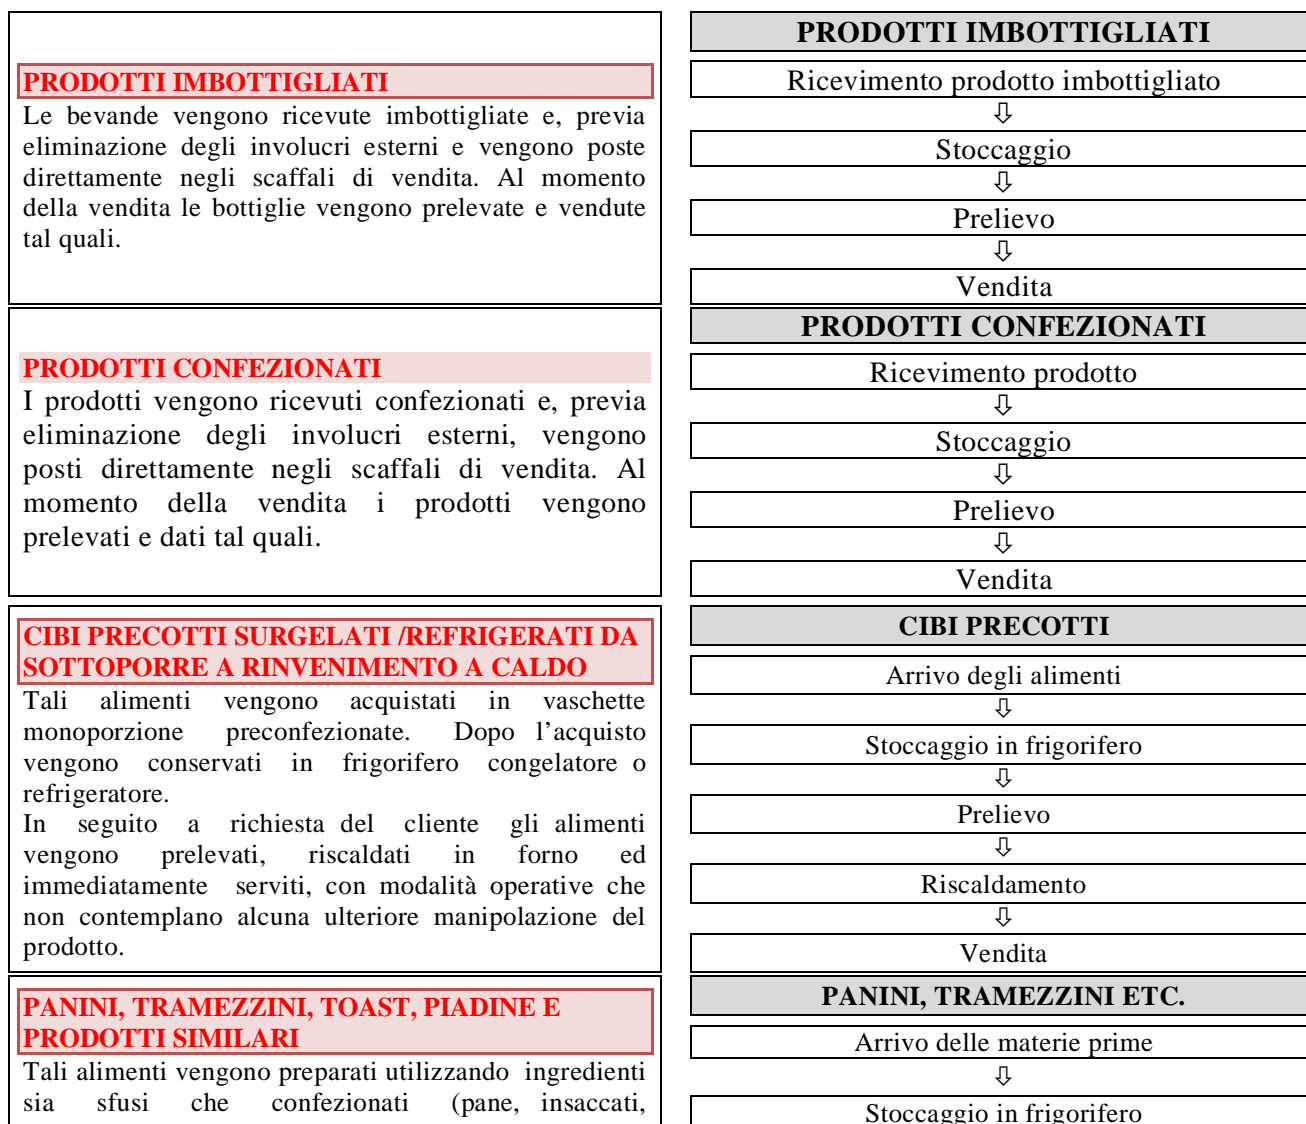 PRODOTTI IMBOTTIGLIATI
Le bevande vengono ricevute imbottigliate e, previa
eliminazione degli involucri esterni e vengono poste
direttamente negli scaffali di vendita. Al momento
della vendita le bottiglie vengono prelevate e vendute
tal quali.
PRODOTTI IMBOTTIGLIATI
Ricevimento prodotto imbottigliato
⇩
Stoccaggio
⇩
Prelievo
⇩
Vendita
PRODOTTI CONFEZIONATI
I prodotti vengono ricevuti confezionati e, previa
eliminazione degli involucri esterni, vengono
posti direttamente negli scaffali di vendita. Al
momento della vendita i prodotti vengono
prelevati e dati tal quali.
PRODOTTI CONFEZIONATI
Ricevimento prodotto
⇩
Stoccaggio
⇩
Prelievo
⇩
Vendita
CIBI PRECOTTI SURGELATI /REFRIGERATI DA
SOTTOPORRE A RINVENIMENTO A CALDO
Tali alimenti vengono acquistati in vaschette
monoporzione preconfezionate. Dopo l’acquisto
vengono conservati in frigorifero congelatore o
refrigeratore.
In seguito a richiesta del cliente gli alimenti
vengono prelevati, riscaldati in forno ed
immediatamente serviti, con modalità operative che
non contemplano alcuna ulteriore manipolazione del
prodotto.
CIBI PRECOTTI
Arrivo degli alimenti
⇩
Stoccaggio in frigorifero
⇩
Prelievo
⇩
Riscaldamento
⇩
Vendita
PANINI, TRAMEZZINI, TOAST, PIADINE E
PRODOTTI SIMILARI
Tali alimenti vengono preparati utilizzando ingredienti
sia sfusi che confezionati (pane, insaccati,
PANINI, TRAMEZZINI ETC.
Arrivo delle materie prime
⇩
Stoccaggio in frigorifero